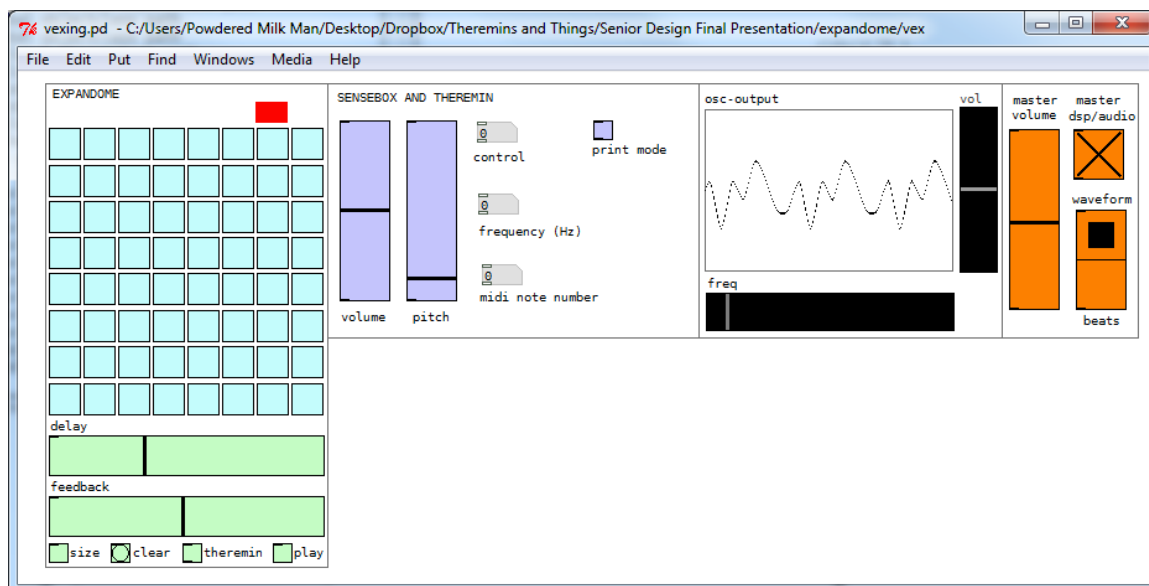 vexing.pd - C:/Users/Powdered Milk Man/Desktop/Dropbox/Theremins and Things/Senior Design Final Presentation/expandome/vex
File Edit Put Find Windows Media Help
EXPANDOME
delay
feedback
size clear theremin play
SENSEBOX AND THEREMIN
volume
pitch
0
control
0
frequency (Hz)
0
midi note number
print mode
osc-output
vol
freq
master
volume
master
dsp/audio
waveform
beats